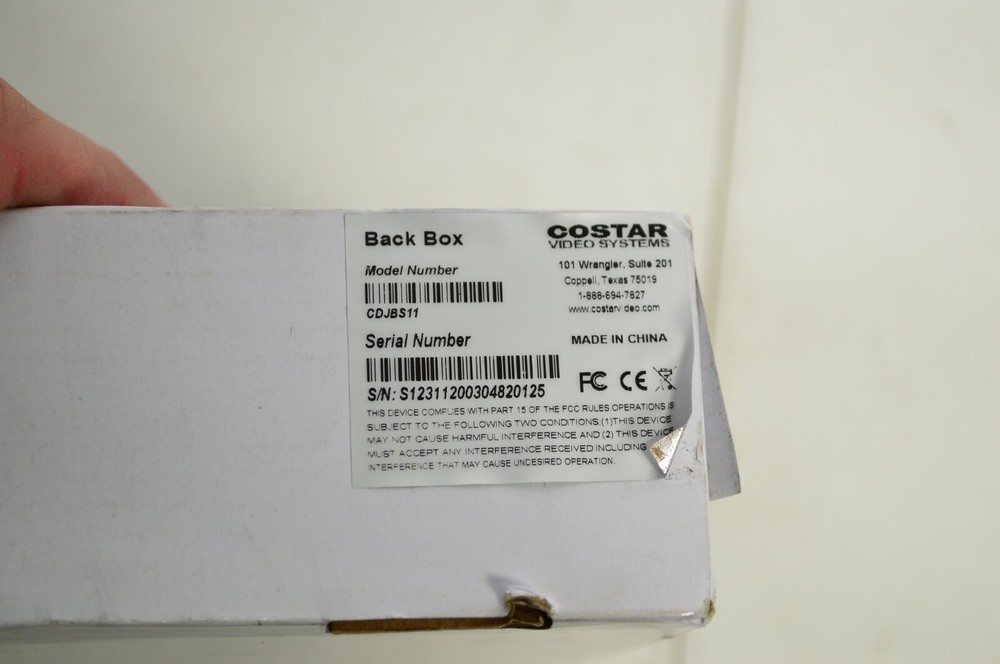 Back Box
COSTAR
VIDEO SYSTEMS
101 Wrangler, Suite 201
Coppell, Texas 75019
1-888-694-7827
www.costarvideo.com
Model Number
CDJBS11
Serial Number
MADE IN CHINA
S/N: S12311200304820125
FC CE
THIS DEVICE COMPLIES WITH PART 15 OF THE FCC RULES.OPERATIONS IS
SUBJECT TO THE FOLLOWING TWO CONDITIONS:(1)THIS DEVICE
MAY NOT CAUSE HARMFUL INTERFERENCE AND (2) THIS DEVICE
MUST ACCEPT ANY INTERFERENCE RECEIVED INCLUDING
INTERFERENCE THAT MAY CAUSE UNDESIRED OPERATION.